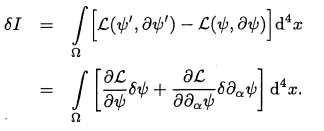 δI = ∫_Ω [ℒ(ψ′, ∂ψ′) − ℒ(ψ, ∂ψ)] d⁴x
= ∫_Ω [∂ℒ/∂ψ δψ + ∂ℒ/∂∂_αψ δ∂_αψ] d⁴x.